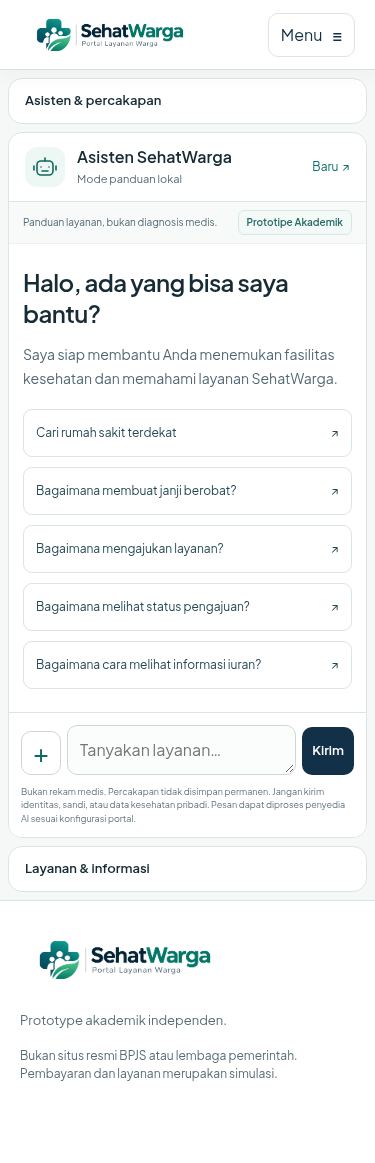 SehatWarga
Portal Layanan Warga
Menu ≡
Asisten & percakapan
Asisten SehatWarga
Mode panduan lokal
Baru ↗
Panduan layanan, bukan diagnosis medis.
Prototipe Akademik
Halo, ada yang bisa saya
bantu?
Saya siap membantu Anda menemukan fasilitas
kesehatan dan memahami layanan SehatWarga.
Cari rumah sakit terdekat ↗
Bagaimana membuat janji berobat? ↗
Bagaimana mengajukan layanan? ↗
Bagaimana melihat status pengajuan? ↗
Bagaimana cara melihat informasi iuran? ↗
+
Tanyakan layanan...
Kirim
Bukan rekam medis. Percakapan tidak disimpan permanen. Jangan kirim
identitas, sandi, atau data kesehatan pribadi. Pesan dapat diproses penyedia
AI sesuai konfigurasi portal.
Layanan & informasi
SehatWarga
Portal Layanan Warga
Prototype akademik independen.
Bukan situs resmi BPJS atau lembaga pemerintah.
Pembayaran dan layanan merupakan simulasi.